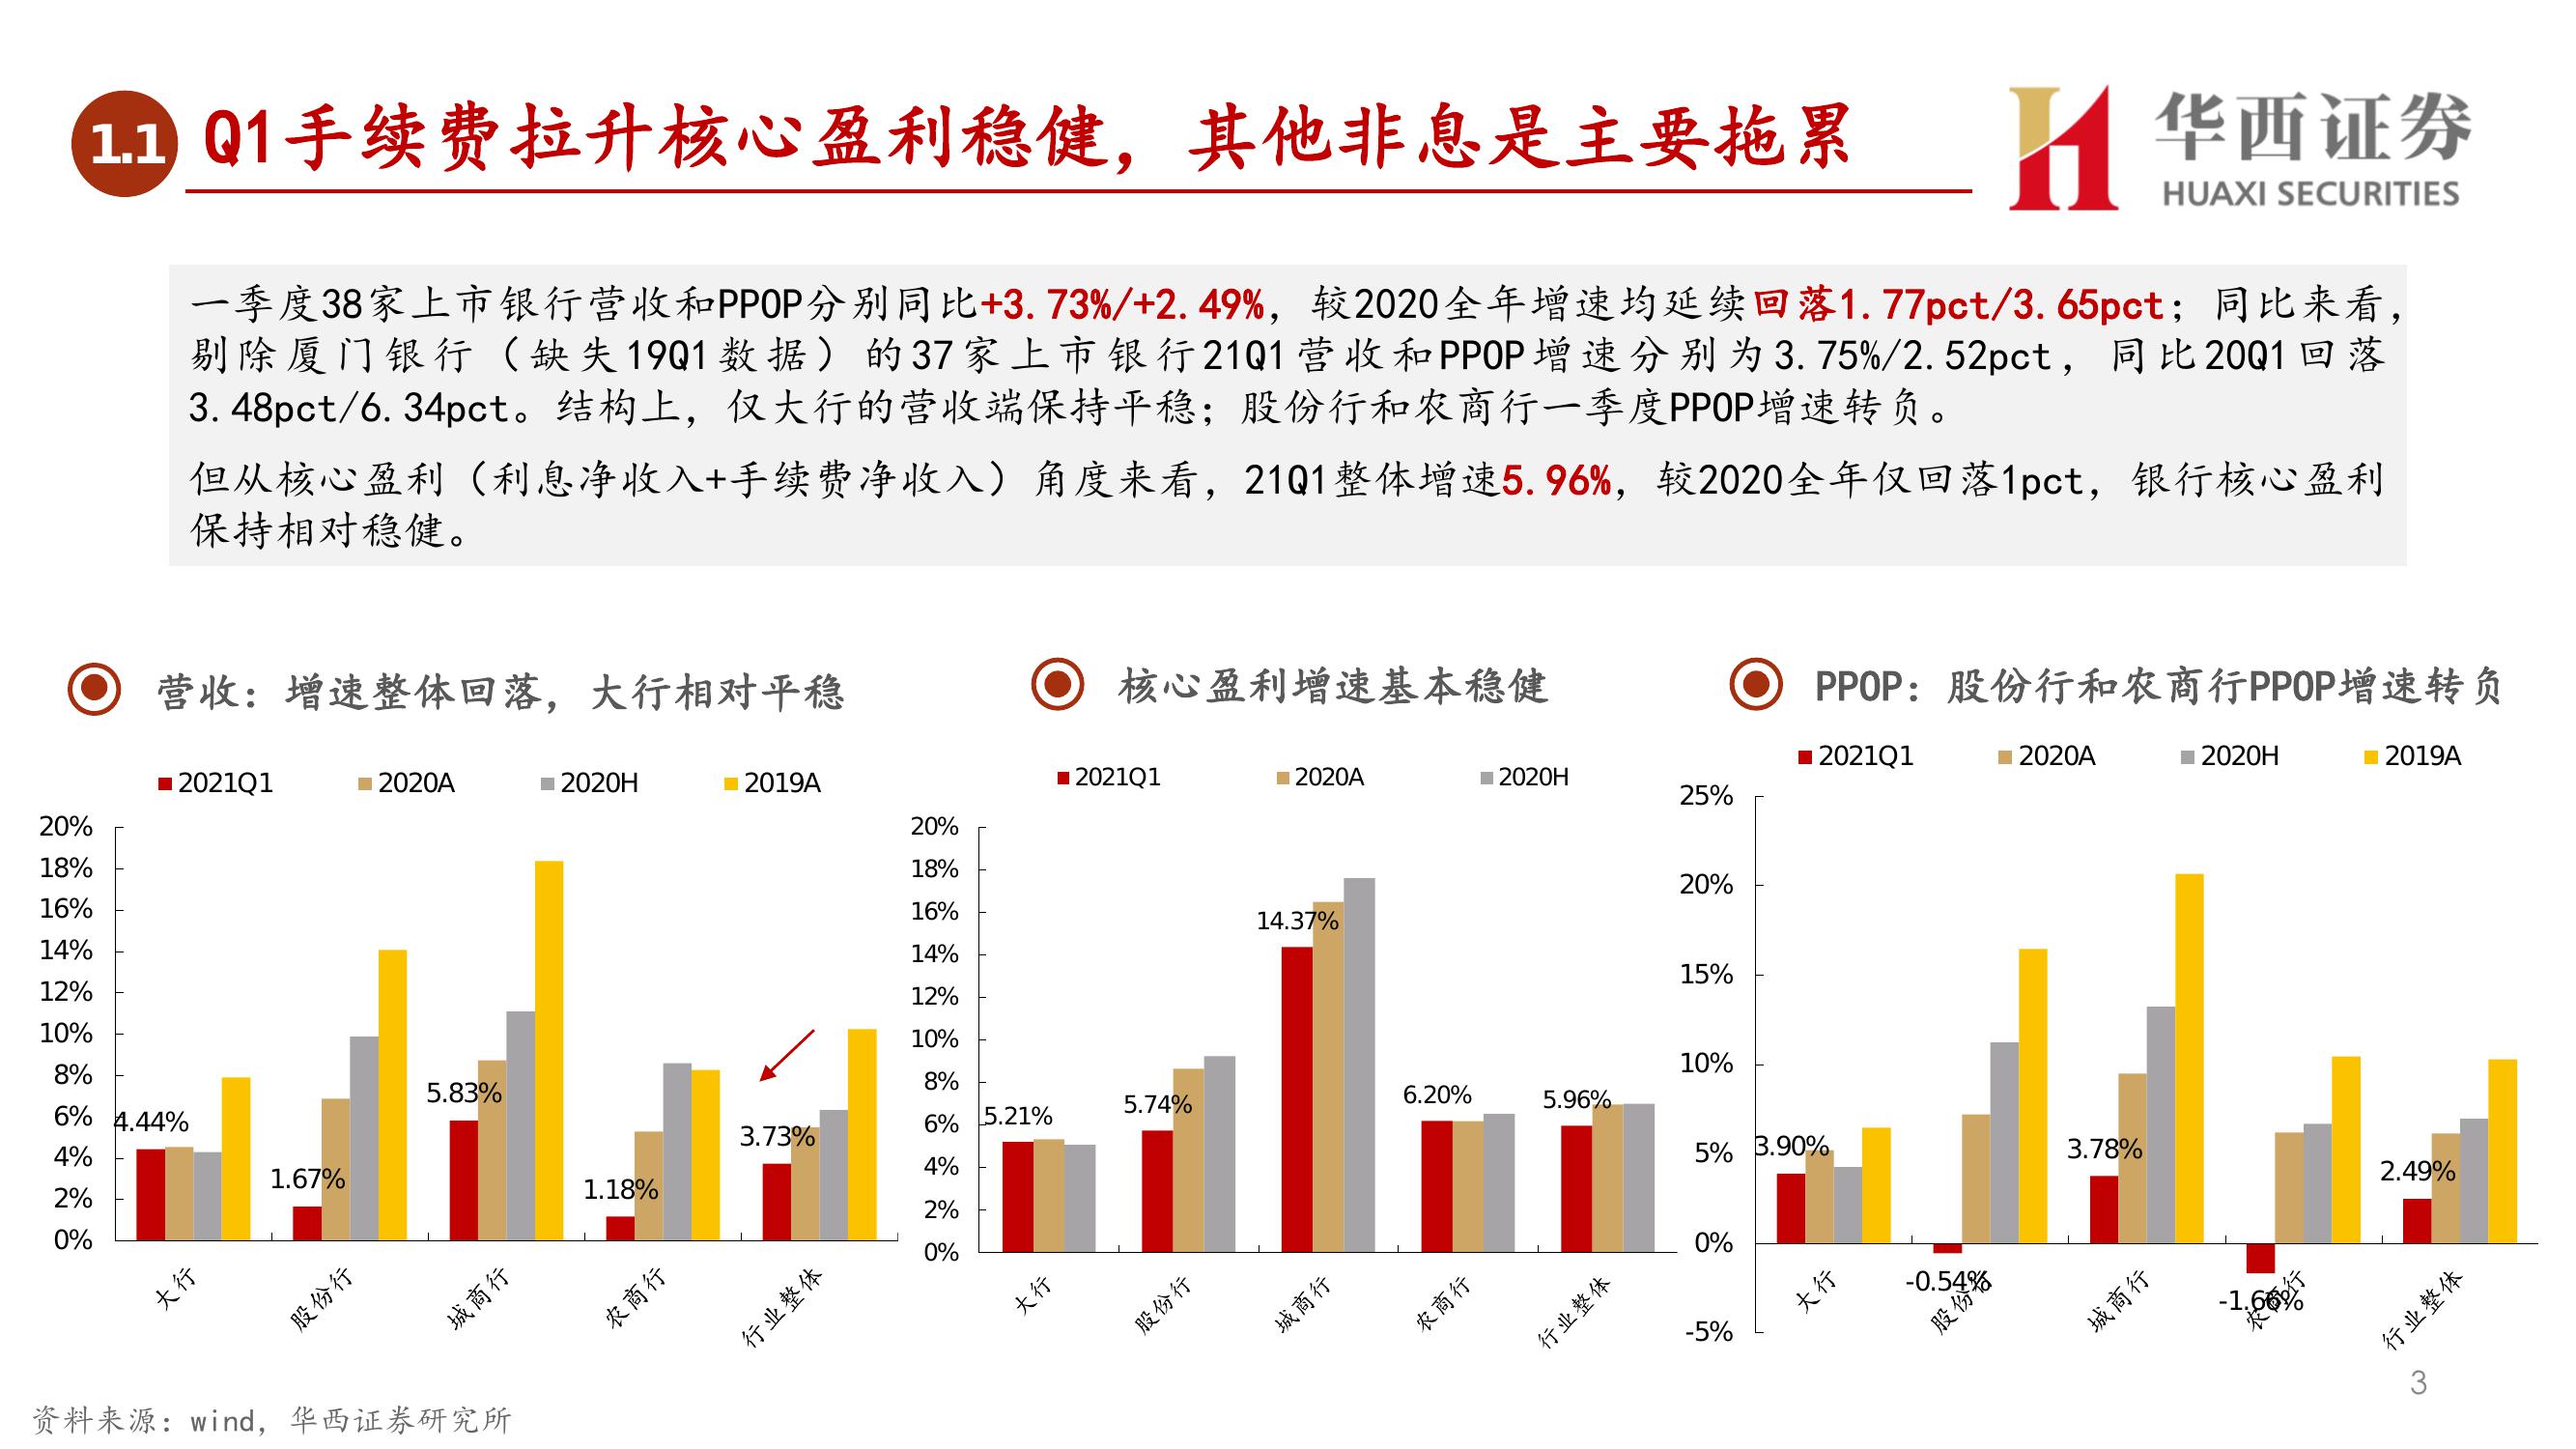 1.1
Q1手续费拉升核心盈利稳健，其他非息是主要拖累
华西证券
HUAXI SECURITIES
一季度38家上市银行营收和PPOP分别同比+3.73%/+2.49%，较2020全年增速均延续回落1.77pct/3.65pct；同比来看，
剔除厦门银行（缺失19Q1数据）的37家上市银行21Q1营收和PPOP增速分别为3.75%/2.52pct，同比20Q1回落
3.48pct/6.34pct。结构上，仅大行的营收端保持平稳；股份行和农商行一季度PPOP增速转负。
但从核心盈利（利息净收入+手续费净收入）角度来看，21Q1整体增速5.96%，较2020全年仅回落1pct，银行核心盈利
保持相对稳健。
营收：增速整体回落，大行相对平稳
2021Q1 2020A 2020H 2019A
20%
18%
16%
14%
12%
10%
8%
6%
4%
2%
0%
4.44%
1.67%
5.83%
1.18%
3.73%
大行
股份行
城商行
农商行
行业整体
核心盈利增速基本稳健
2021Q1 2020A 2020H
20%
18%
16%
14%
12%
10%
8%
6%
4%
2%
0%
5.21%
5.74%
14.37%
6.20%
5.96%
大行
股份行
城商行
农商行
行业整体
PPOP：股份行和农商行PPOP增速转负
2021Q1 2020A 2020H 2019A
25%
20%
15%
10%
5%
0%
-5%
3.90%
-0.54%
3.78%
-1.66%
2.49%
大行
股份行
城商行
农商行
行业整体
3
资料来源：wind，华西证券研究所